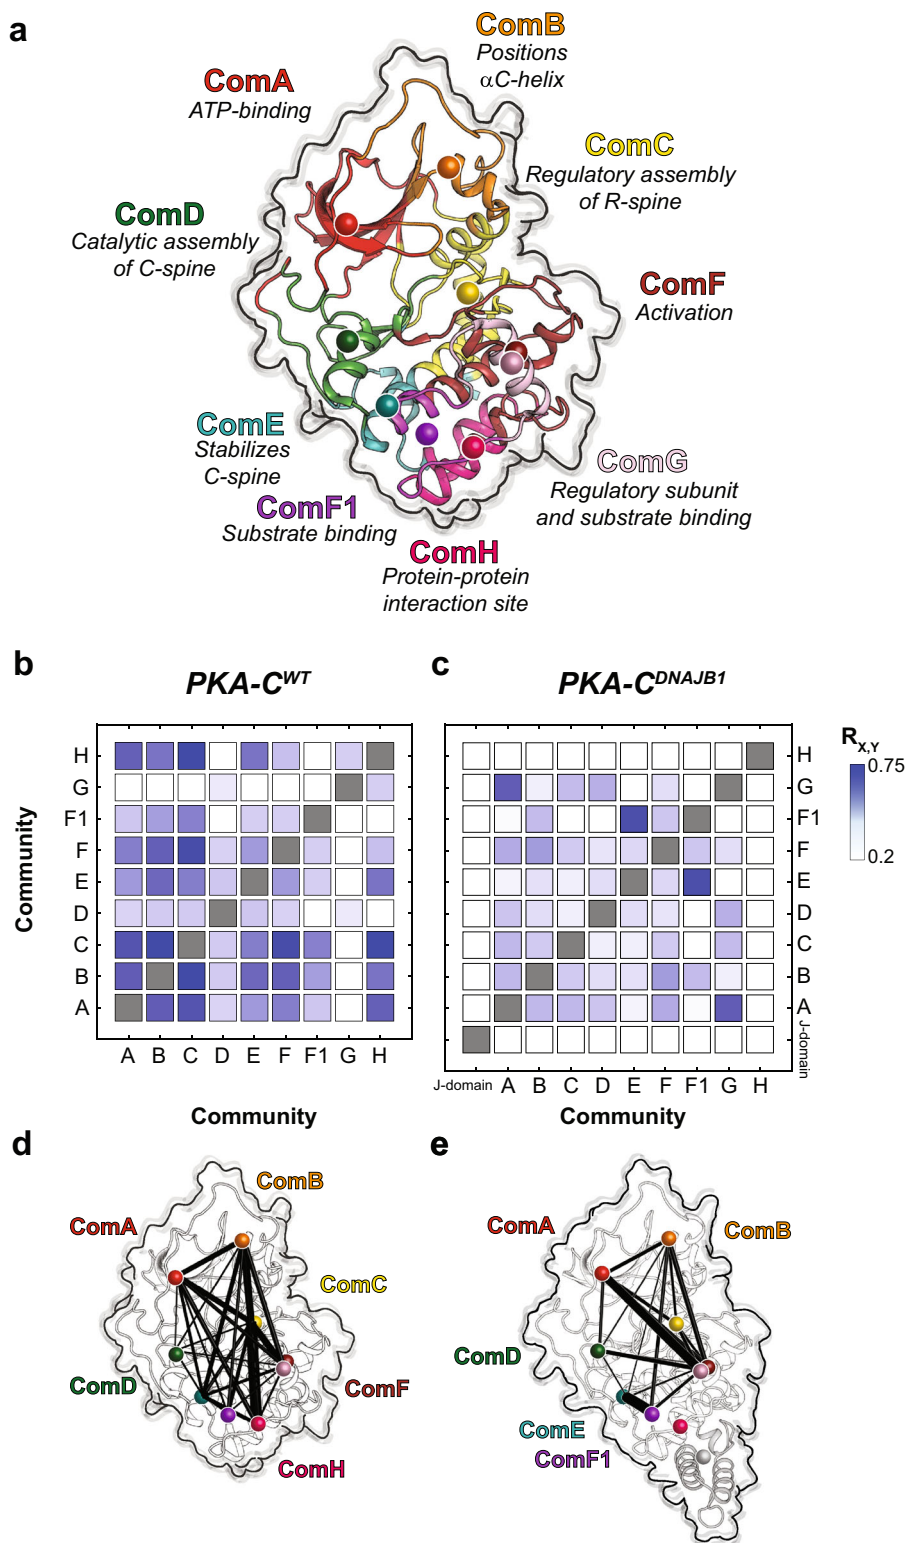 a
ComB
Positions
αC-helix
ComA
ATP-binding
ComC
Regulatory assembly
of R-spine
ComD
Catalytic assembly
of C-spine
ComF
Activation
ComE
Stabilizes
C-spine
ComG
Regulatory subunit
and substrate binding
ComF1
Substrate binding
ComH
Protein-protein
interaction site
b
PKA-C^WT
c
PKA-C^DNAJB1
Community
H
G
F1
F
E
D
C
B
A
A B C D E F F1 G H
Community
H
G
F1
F
E
D
C
B
A
J-domain
J-domain A B C D E F F1 G H
Community
R_X,Y
0.75
0.2
d
ComB
ComA
ComC
ComD
ComF
ComH
e
ComA
ComB
ComD
ComE
ComF1